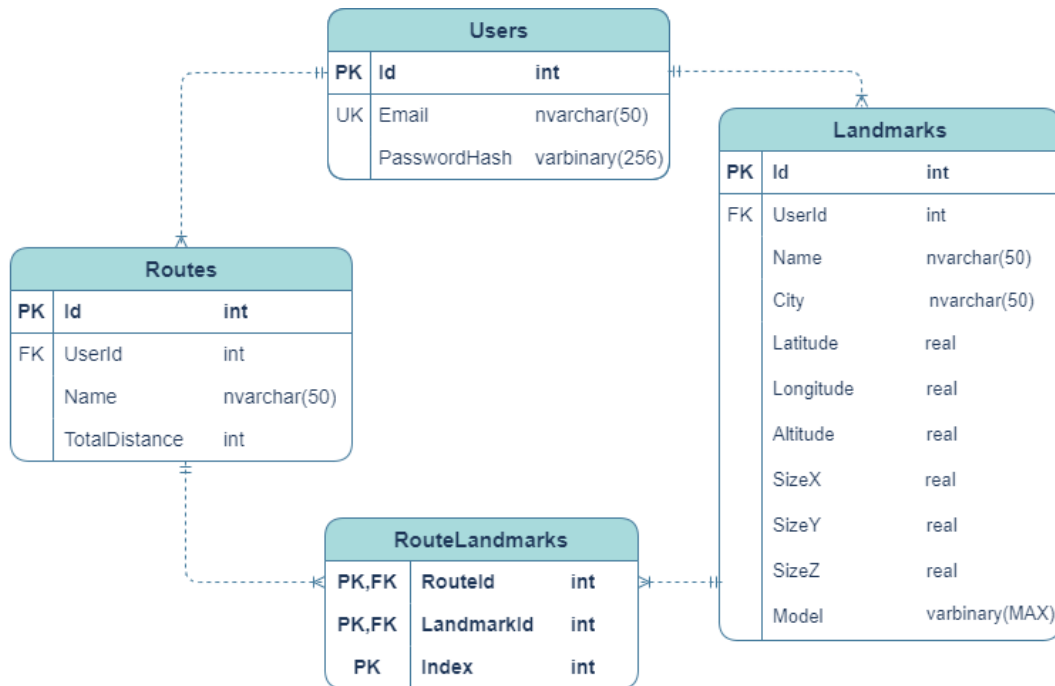 Users
PK Id int
UK Email nvarchar(50)
PasswordHash varbinary(256)
Landmarks
PK Id int
FK UserId int
Name nvarchar(50)
City nvarchar(50)
Latitude real
Longitude real
Altitude real
SizeX real
SizeY real
SizeZ real
Model varbinary(MAX)
Routes
PK Id int
FK UserId int
Name nvarchar(50)
TotalDistance int
RouteLandmarks
PK,FK RouteId int
PK,FK LandmarkId int
PK Index int